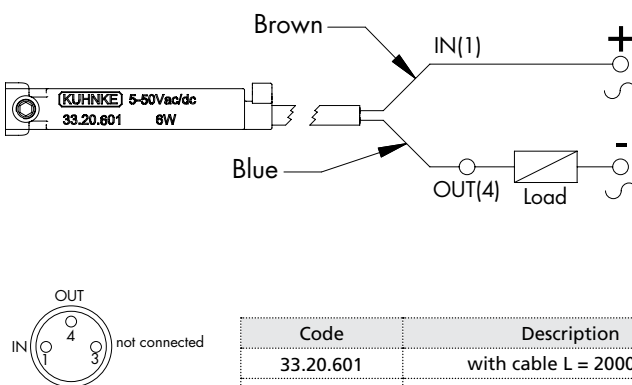 Brown
IN(1)
+
KUHNKE 5-50Vac/dc
33.20.601 6W
-
Blue
OUT(4)
Load
OUT
4
IN
1
3
not connected
Code Description
33.20.601 with cable L = 2000